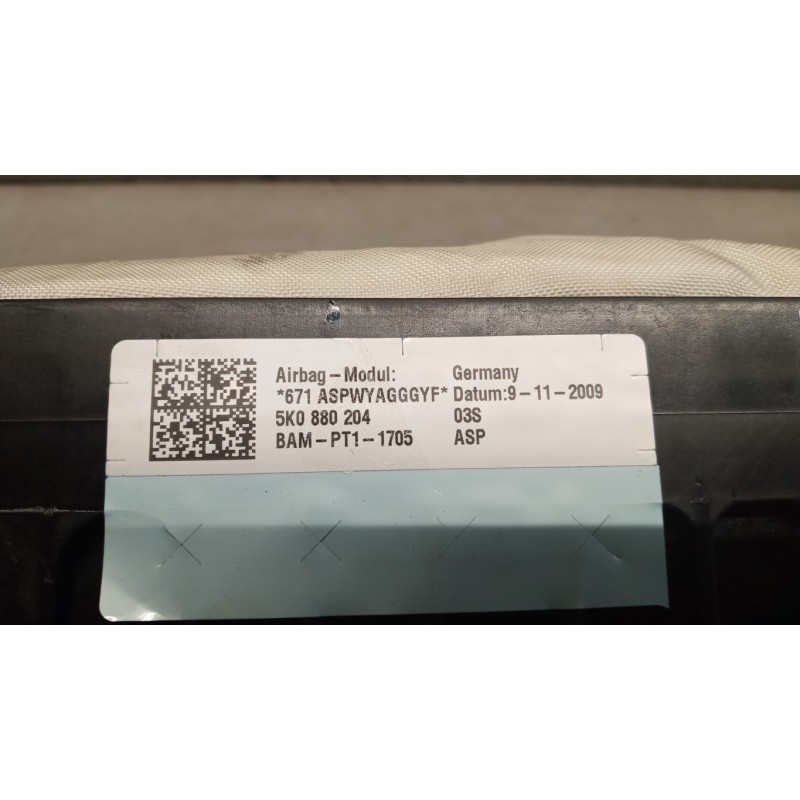 Airbag-Modul: Germany
*671 ASPWYAGGGYF* Datum:9-11-2009
5K0 880 204 03S
BAM-PT1-1705 ASP